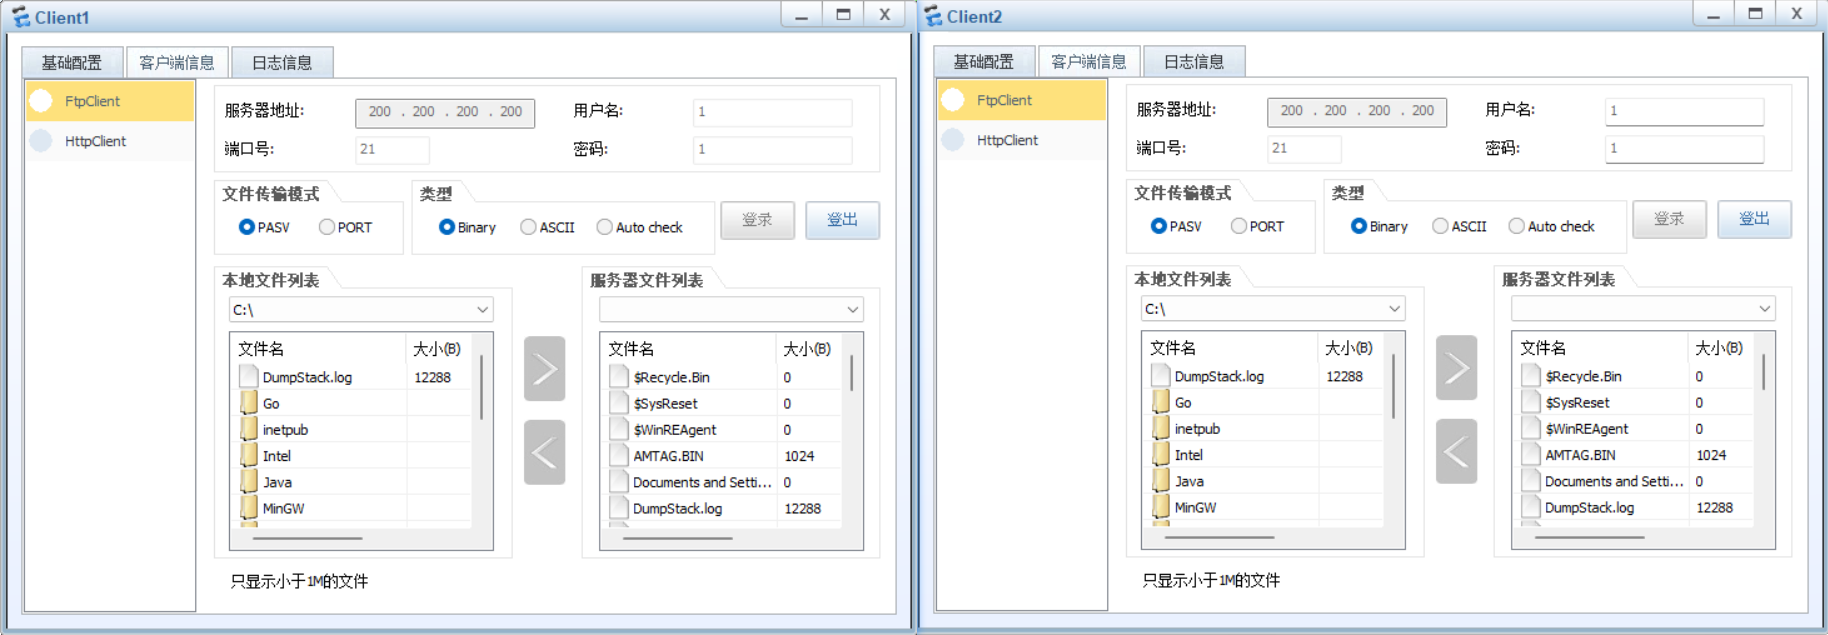 Client1
基础配置 客户端信息 日志信息
FtpClient
HttpClient
服务器地址: 200 . 200 . 200 . 200 用户名: 1
端口号: 21 密码: 1
文件传输模式 类型
PASV PORT Binary ASCII Auto check 登录 登出
本地文件列表 服务器文件列表
C:\
文件名 大小(B) 文件名 大小(B)
DumpStack.log 12288 $Recycle.Bin 0
Go $SysReset 0
inetpub $WinREAgent 0
Intel AMTAG.BIN 1024
Java Documents and Setti... 0
MinGW DumpStack.log 12288
只显示小于1M的文件
Client2
基础配置 客户端信息 日志信息
FtpClient
HttpClient
服务器地址: 200 . 200 . 200 . 200 用户名: 1
端口号: 21 密码: 1
文件传输模式 类型
PASV PORT Binary ASCII Auto check 登录 登出
本地文件列表 服务器文件列表
C:\
文件名 大小(B) 文件名 大小(B)
DumpStack.log 12288 $Recycle.Bin 0
Go $SysReset 0
inetpub $WinREAgent 0
Intel AMTAG.BIN 1024
Java Documents and Setti... 0
MinGW DumpStack.log 12288
只显示小于1M的文件